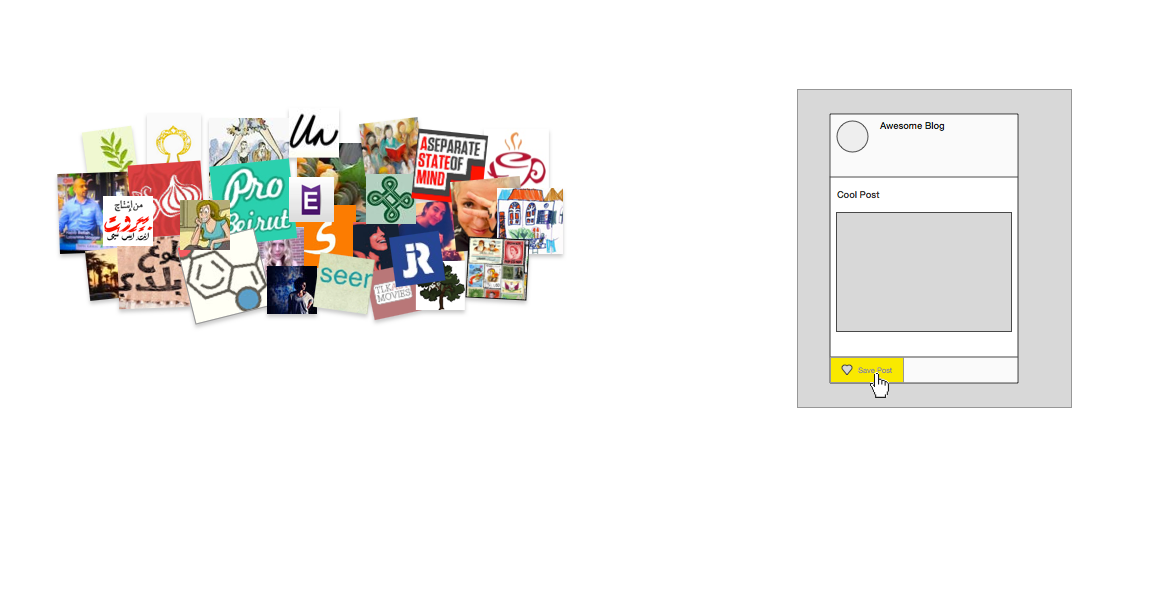 Un
A SEPARATE
STATE OF
MIND
Pro
Beirut
E
من إنتاج
بيروت
S
JR
seer
TLK
MOVIES
Awesome Blog
Cool Post
Save Post